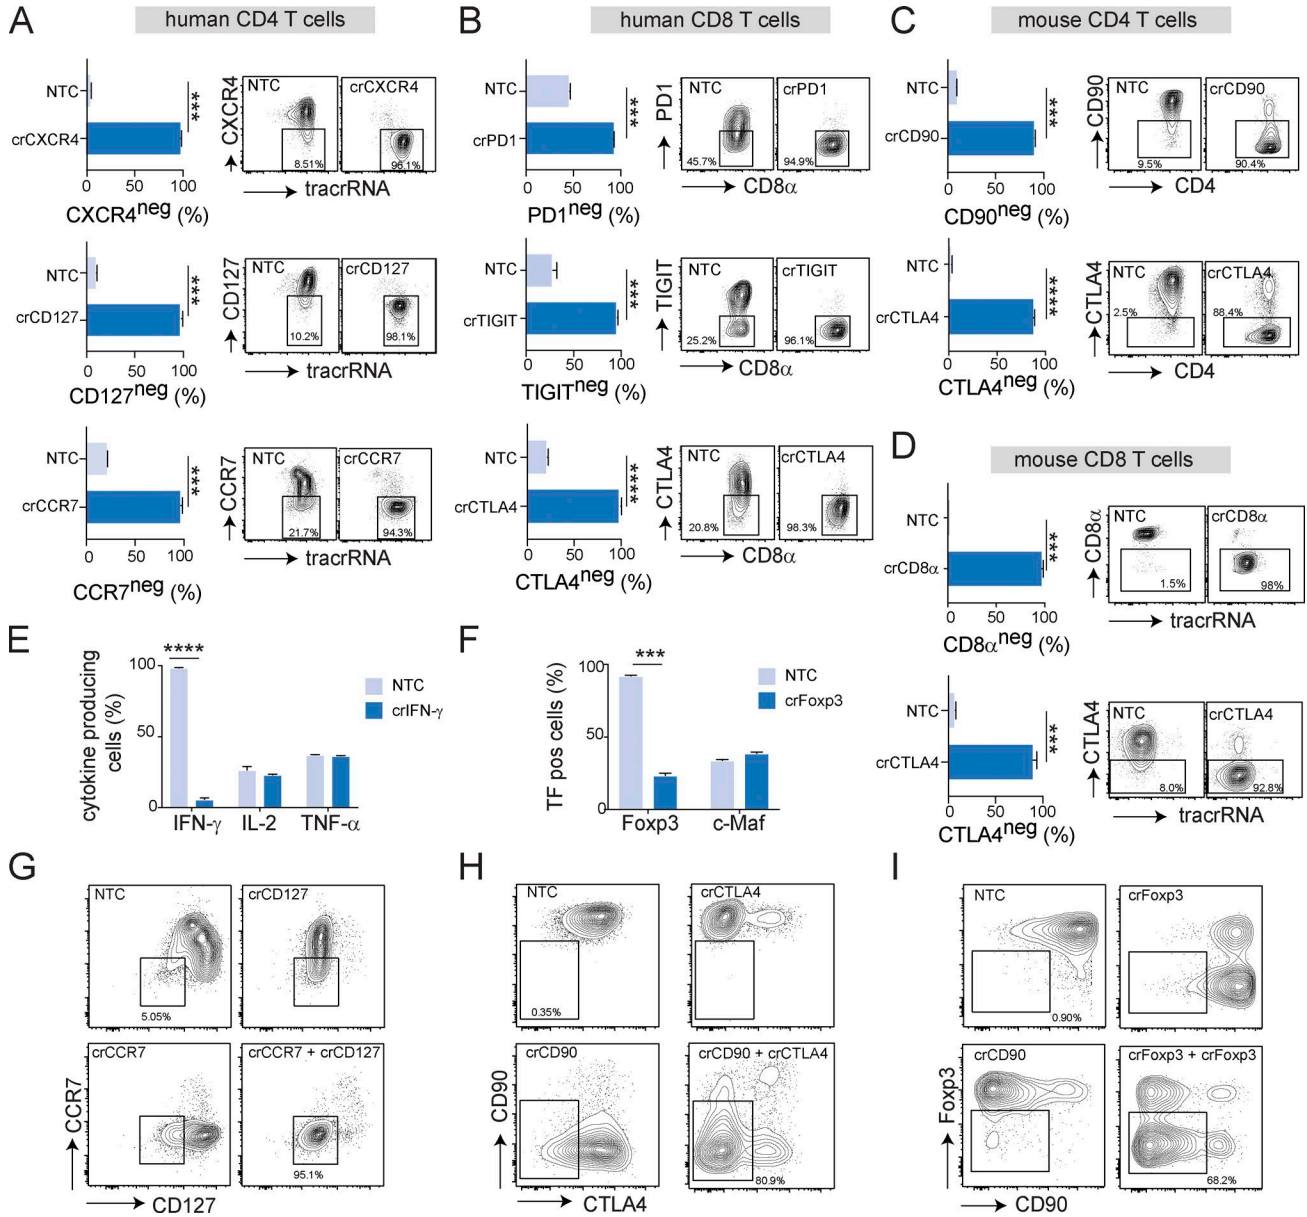 A
human CD4 T cells
NTC
crCXCR4
0
50
100
CXCR4neg (%)
***
CXCR4
NTC
8.51%
crCXCR4
96.1%
tracrRNA
NTC
crCD127
0
50
100
CD127neg (%)
***
CD127
NTC
10.2%
crCD127
98.1%
tracrRNA
NTC
crCCR7
0
50
100
CCR7neg (%)
***
CCR7
NTC
21.7%
crCCR7
94.3%
tracrRNA
B
human CD8 T cells
NTC
crPD1
0
50
100
PD1neg (%)
***
PD1
NTC
45.7%
crPD1
94.9%
CD8α
NTC
crTIGIT
0
50
100
TIGITneg (%)
***
TIGIT
NTC
25.2%
crTIGIT
96.1%
CD8α
NTC
crCTLA4
0
50
100
CTLA4neg (%)
****
CTLA4
NTC
20.8%
crCTLA4
98.3%
CD8α
C
mouse CD4 T cells
NTC
crCD90
0
50
100
CD90neg (%)
***
CD90
NTC
9.5%
crCD90
90.4%
CD4
NTC
crCTLA4
0
50
100
CTLA4neg (%)
****
CTLA4
NTC
2.5%
crCTLA4
88.4%
CD4
D
mouse CD8 T cells
NTC
crCD8α
0
50
100
CD8αneg (%)
***
CD8α
NTC
1.5%
crCD8α
98%
tracrRNA
NTC
crCTLA4
0
50
100
CTLA4neg (%)
***
CTLA4
NTC
8.0%
crCTLA4
92.8%
tracrRNA
E
cytokine producing
cells (%)
100
50
0
****
IFN-γ
IL-2
TNF-α
NTC
crIFN-γ
F
TF pos cells (%)
100
50
0
***
Foxp3
c-Maf
NTC
crFoxp3
G
NTC
5.05%
crCD127
crCCR7
crCCR7 + crCD127
95.1%
CCR7
CD127
H
NTC
0.35%
crCTLA4
crCD90
crCD90 + crCTLA4
80.9%
CD90
CTLA4
I
NTC
0.90%
crFoxp3
crCD90
crFoxp3 + crFoxp3
68.2%
Foxp3
CD90